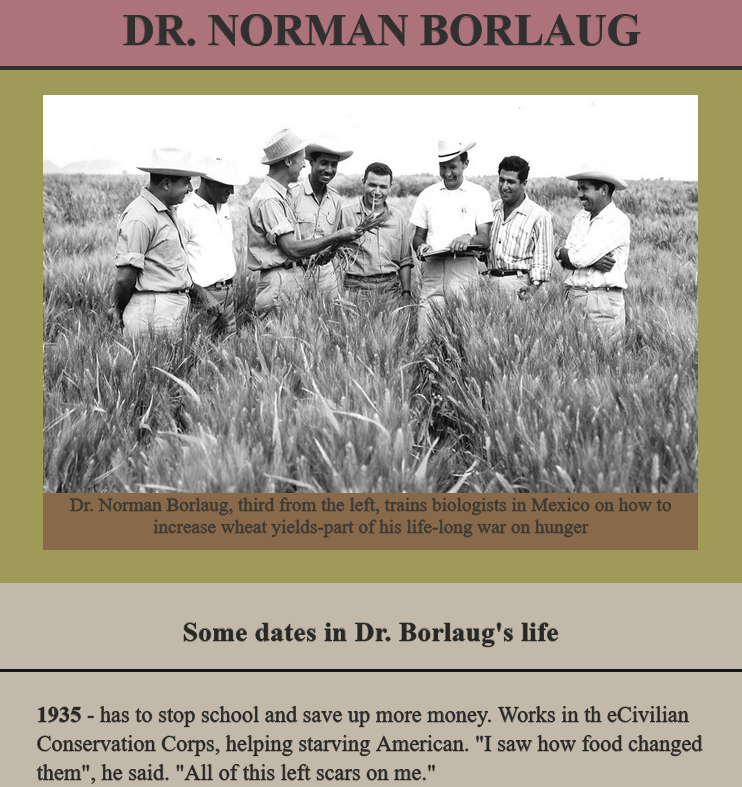 DR. NORMAN BORLAUG
Dr. Norman Borlaug, third from the left, trains biologists in Mexico on how to
increase wheat yields-part of his life-long war on hunger
Some dates in Dr. Borlaug's life
1935 - has to stop school and save up more money. Works in th eCivilian
Conservation Corps, helping starving American. "I saw how food changed
them", he said. "All of this left scars on me."